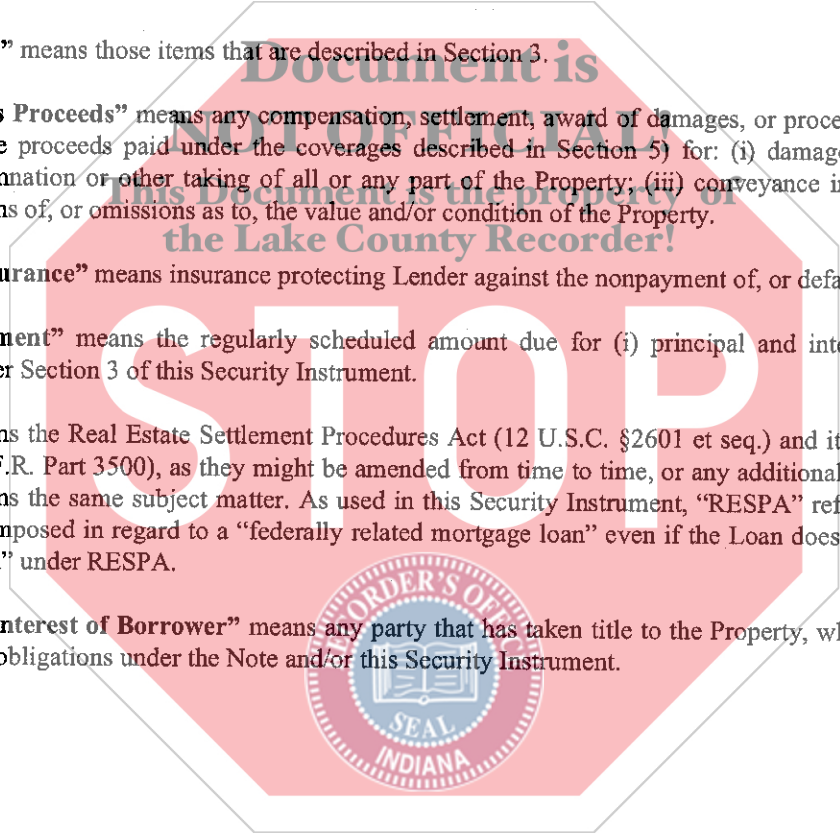 ” means those items that are described in Section 3.
Document is
s Proceeds” means any compensation, settlement, award of damages, or proce
NOT OFFICIAL!
e proceeds paid under the coverages described in Section 5) for: (i) damage
nnation or other taking of all or any part of the Property; (iii) conveyance in
This Document is the property of
ns of, or omissions as to, the value and/or condition of the Property.
the Lake County Recorder!
urance” means insurance protecting Lender against the nonpayment of, or defa
ment” means the regularly scheduled amount due for (i) principal and inte
er Section 3 of this Security Instrument.
STOP
ns the Real Estate Settlement Procedures Act (12 U.S.C. §2601 et seq.) and it
F.R. Part 3500), as they might be amended from time to time, or any additional
ns the same subject matter. As used in this Security Instrument, “RESPA” ref
mposed in regard to a “federally related mortgage loan” even if the Loan does
” under RESPA.
RECORDER'S OFFICE
nterest of Borrower” means any party that has taken title to the Property, wh
obligations under the Note and/or this Security Instrument.
SEAL
INDIANA